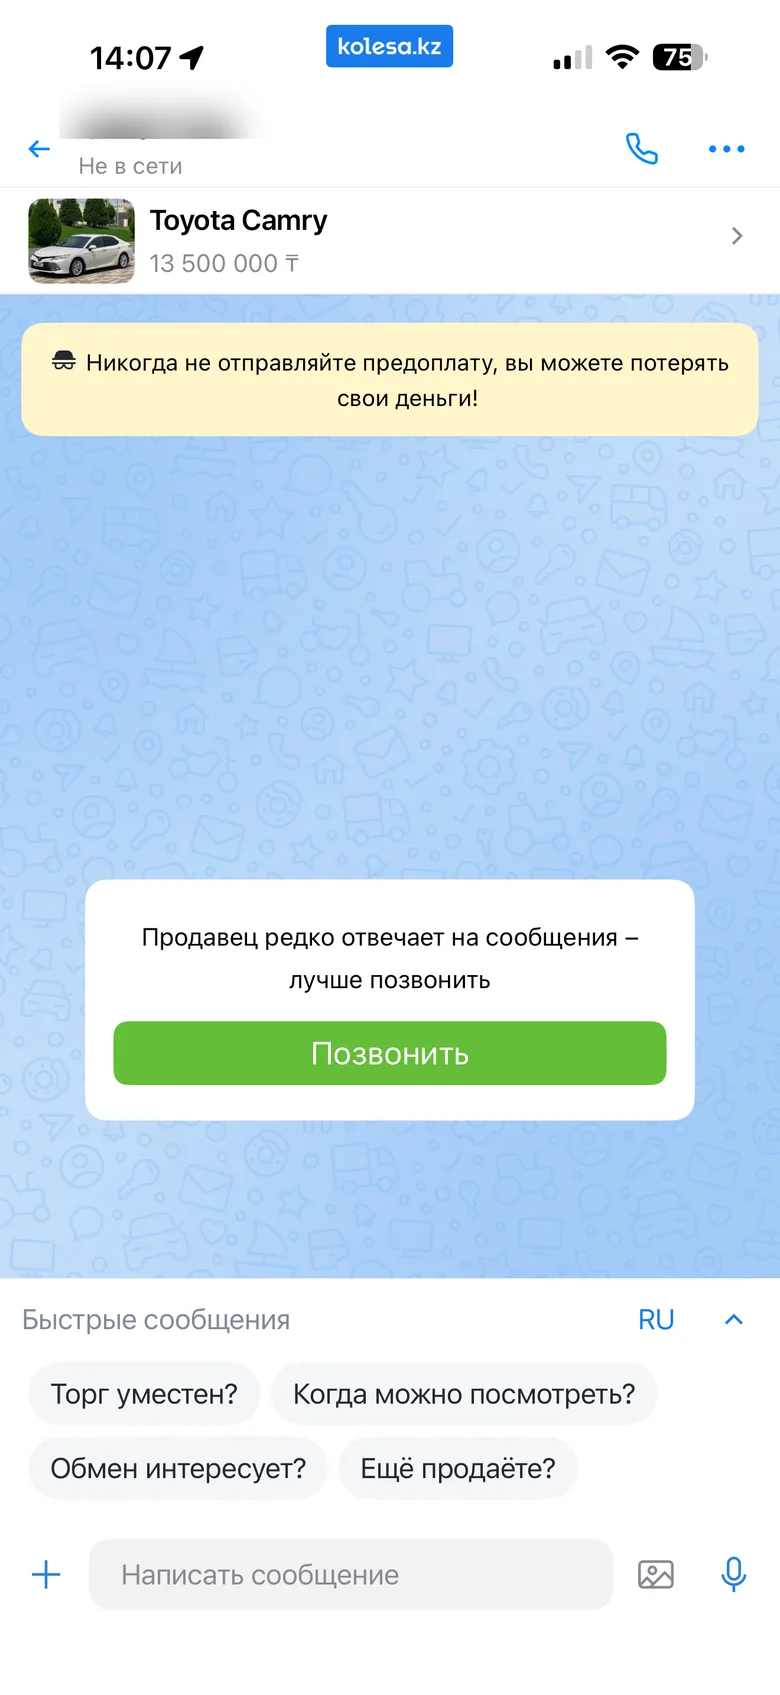 14:07
kolesa.kz
75
Не в сети
Toyota Camry
13 500 000 ₸
Никогда не отправляйте предоплату, вы можете потерять
свои деньги!
Продавец редко отвечает на сообщения –
лучше позвонить
Позвонить
Быстрые сообщения
RU
Торг уместен?
Когда можно посмотреть?
Обмен интересует?
Ещё продаёте?
Написать сообщение